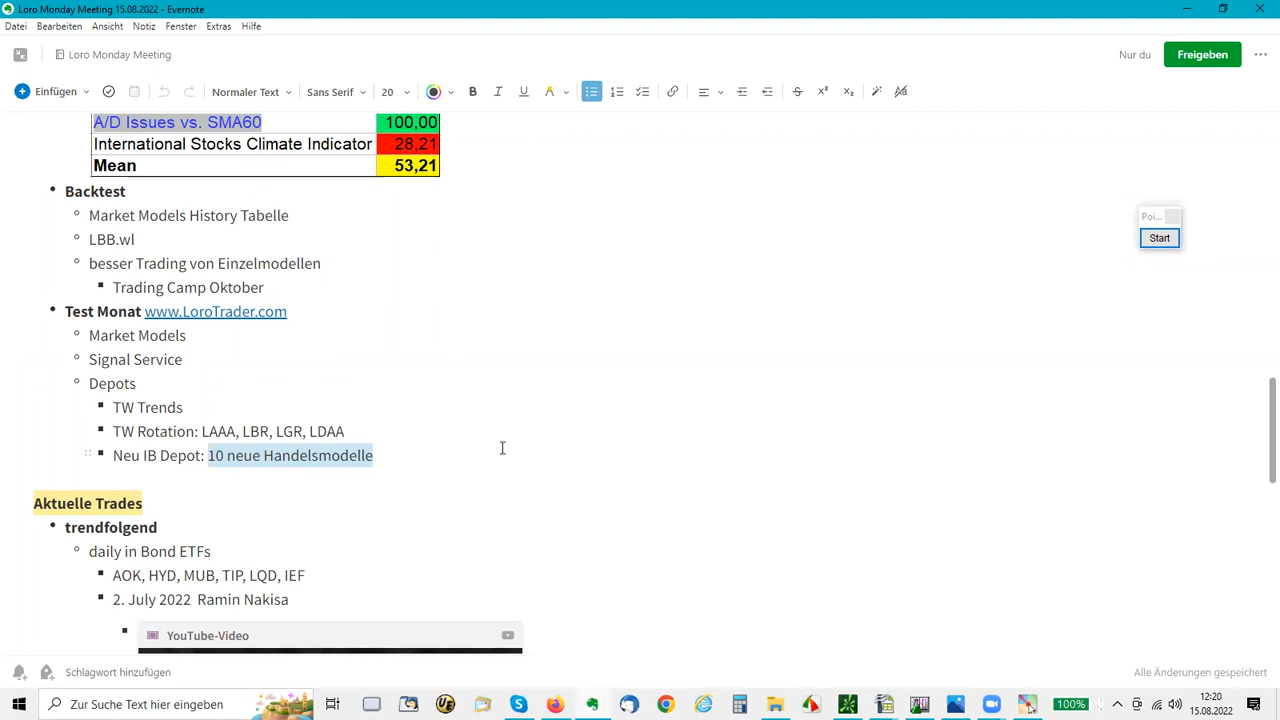 Loro Monday Meeting 15.08.2022 - Evernote
Datei Bearbeiten Ansicht Notiz Fenster Extras Hilfe
Loro Monday Meeting
Nur du
Freigeben
Einfügen
Normaler Text
Sans Serif
20
A/D Issues vs. SMA60 100,00
International Stocks Climate Indicator 28,21
Mean 53,21
Backtest
Market Models History Tabelle
LBB.wl
besser Trading von Einzelmodellen
Trading Camp Oktober
Test Monat www.LoroTrader.com
Market Models
Signal Service
Depots
TW Trends
TW Rotation: LAAA, LBR, LGR, LDAA
Neu IB Depot: 10 neue Handelsmodelle
Aktuelle Trades
trendfolgend
daily in Bond ETFs
AOK, HYD, MUB, TIP, LQD, IEF
2. July 2022 Ramin Nakisa
YouTube-Video
Poi...
Start
Schlagwort hinzufügen
Alle Änderungen gespeichert
Zur Suche Text hier eingeben
100%
12:20
15.08.2022